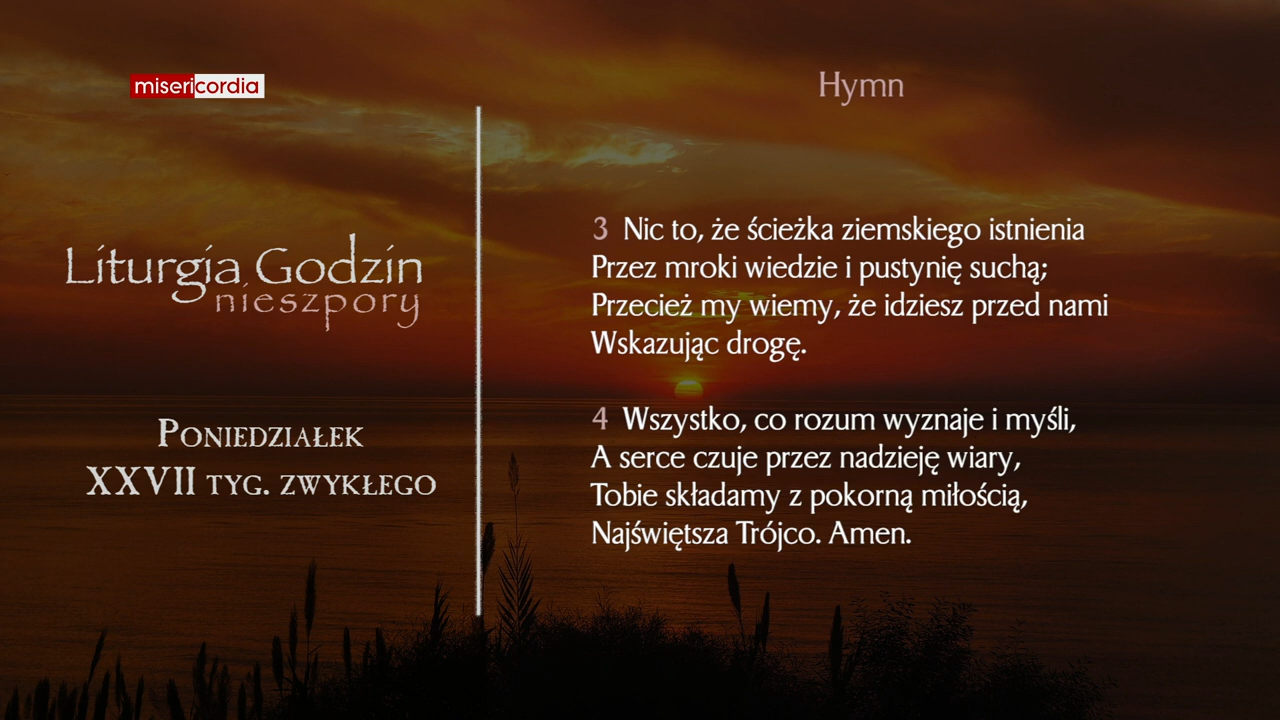 misericordia
Liturgia Godzin
nieszpory
Poniedziałek
XXVII tyg. zwykłego
Hymn
3 Nic to, że ścieżka ziemskiego istnienia
Przez mroki wiedzie i pustynię suchą;
Przecież my wiemy, że idziesz przed nami
Wskazując drogę.
4 Wszystko, co rozum wyznaje i myśli,
A serce czuje przez nadzieję wiary,
Tobie składamy z pokorną miłością,
Najświętsza Trójco. Amen.